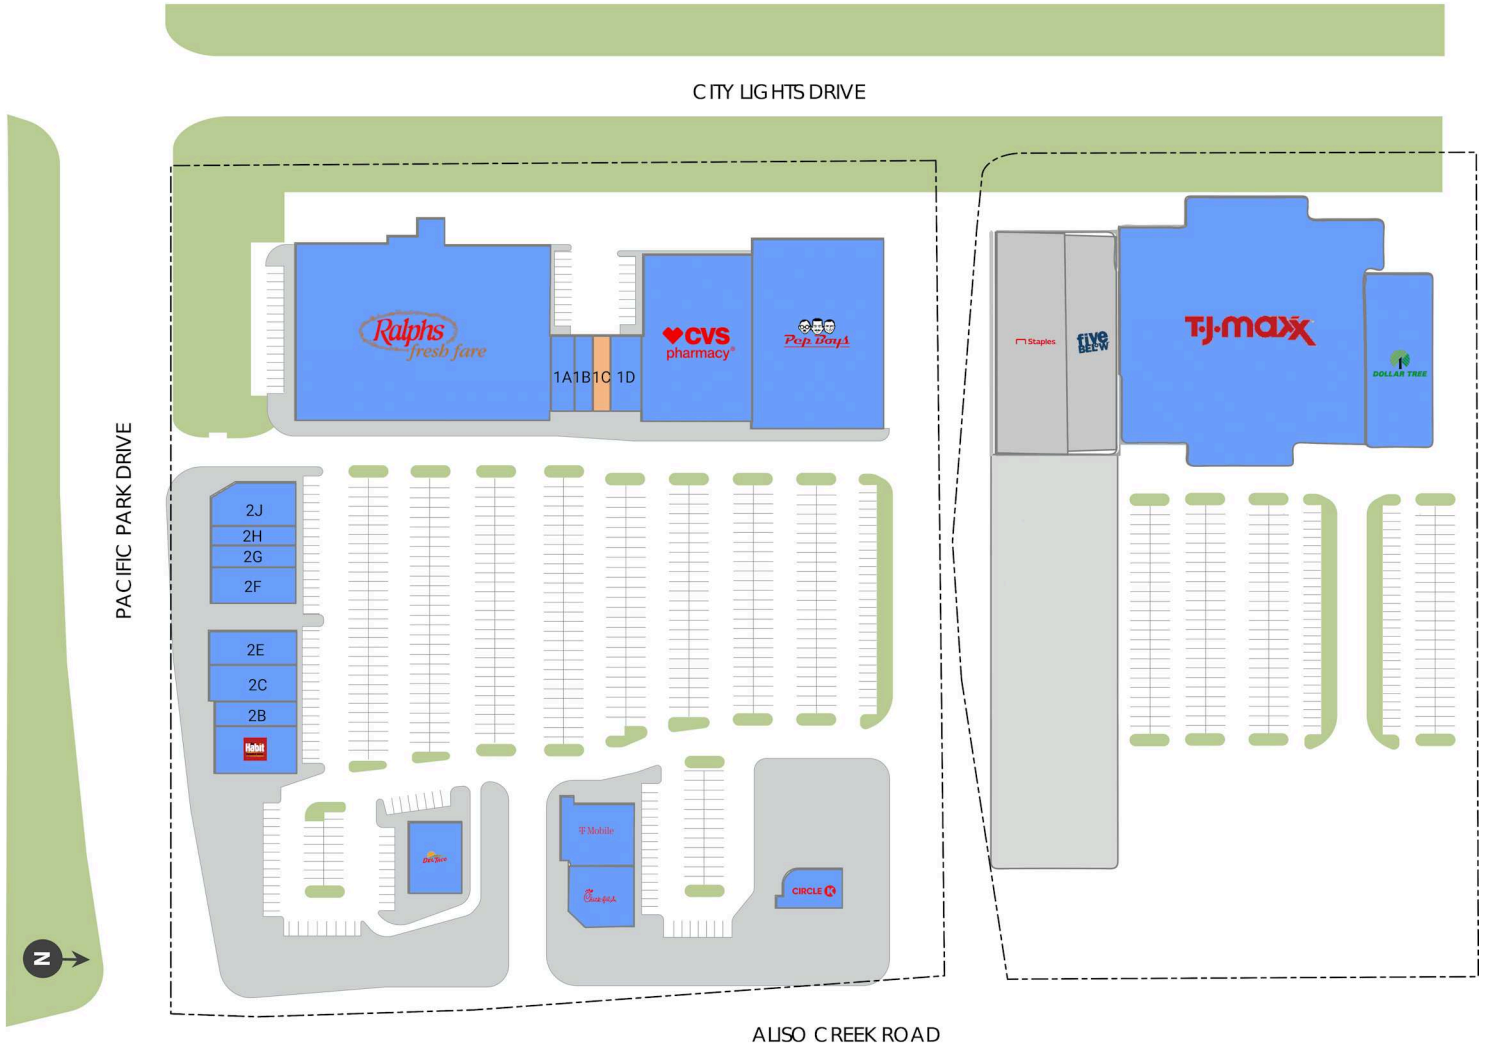 CITY LIGHTS DRIVE
Ralphs
fresh fare
CVS
pharmacy
Pep Boys
Staples
five
BELOW
T·J·maxx
DOLLAR TREE
1A 1B 1C 1D
PACIFIC PARK DRIVE
2J
2H
2G
2F
2E
2C
2B
Habit
Del Taco
T Mobile
Chick-fil-A
CIRCLE K
N
ALISO CREEK ROAD